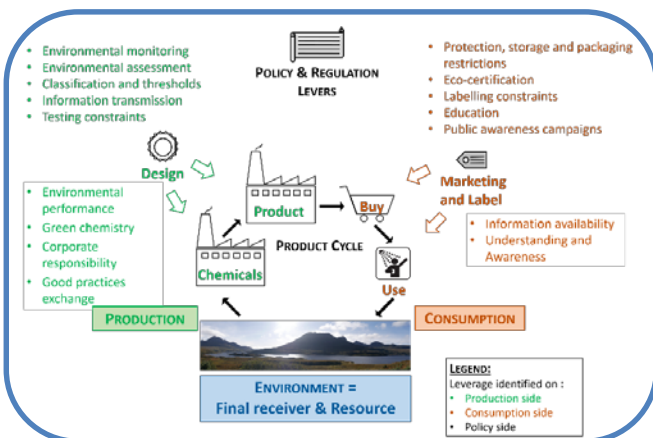 • Environmental monitoring
• Environmental assessment
• Classification and thresholds
• Information transmission
• Testing constraints
POLICY & REGULATION
LEVERS
• Protection, storage and packaging
restrictions
• Eco-certification
• Labelling constraints
• Education
• Public awareness campaigns
Design
• Environmental
performance
• Green chemistry
• Corporate
responsibility
• Good practices
exchange
Product
Buy
Marketing
and Label
• Information availability
• Understanding and
Awareness
PRODUCT CYCLE
Chemicals
Use
PRODUCTION
CONSUMPTION
ENVIRONMENT =
Final receiver & Resource
LEGEND:
Leverage identified on :
• Production side
• Consumption side
• Policy side